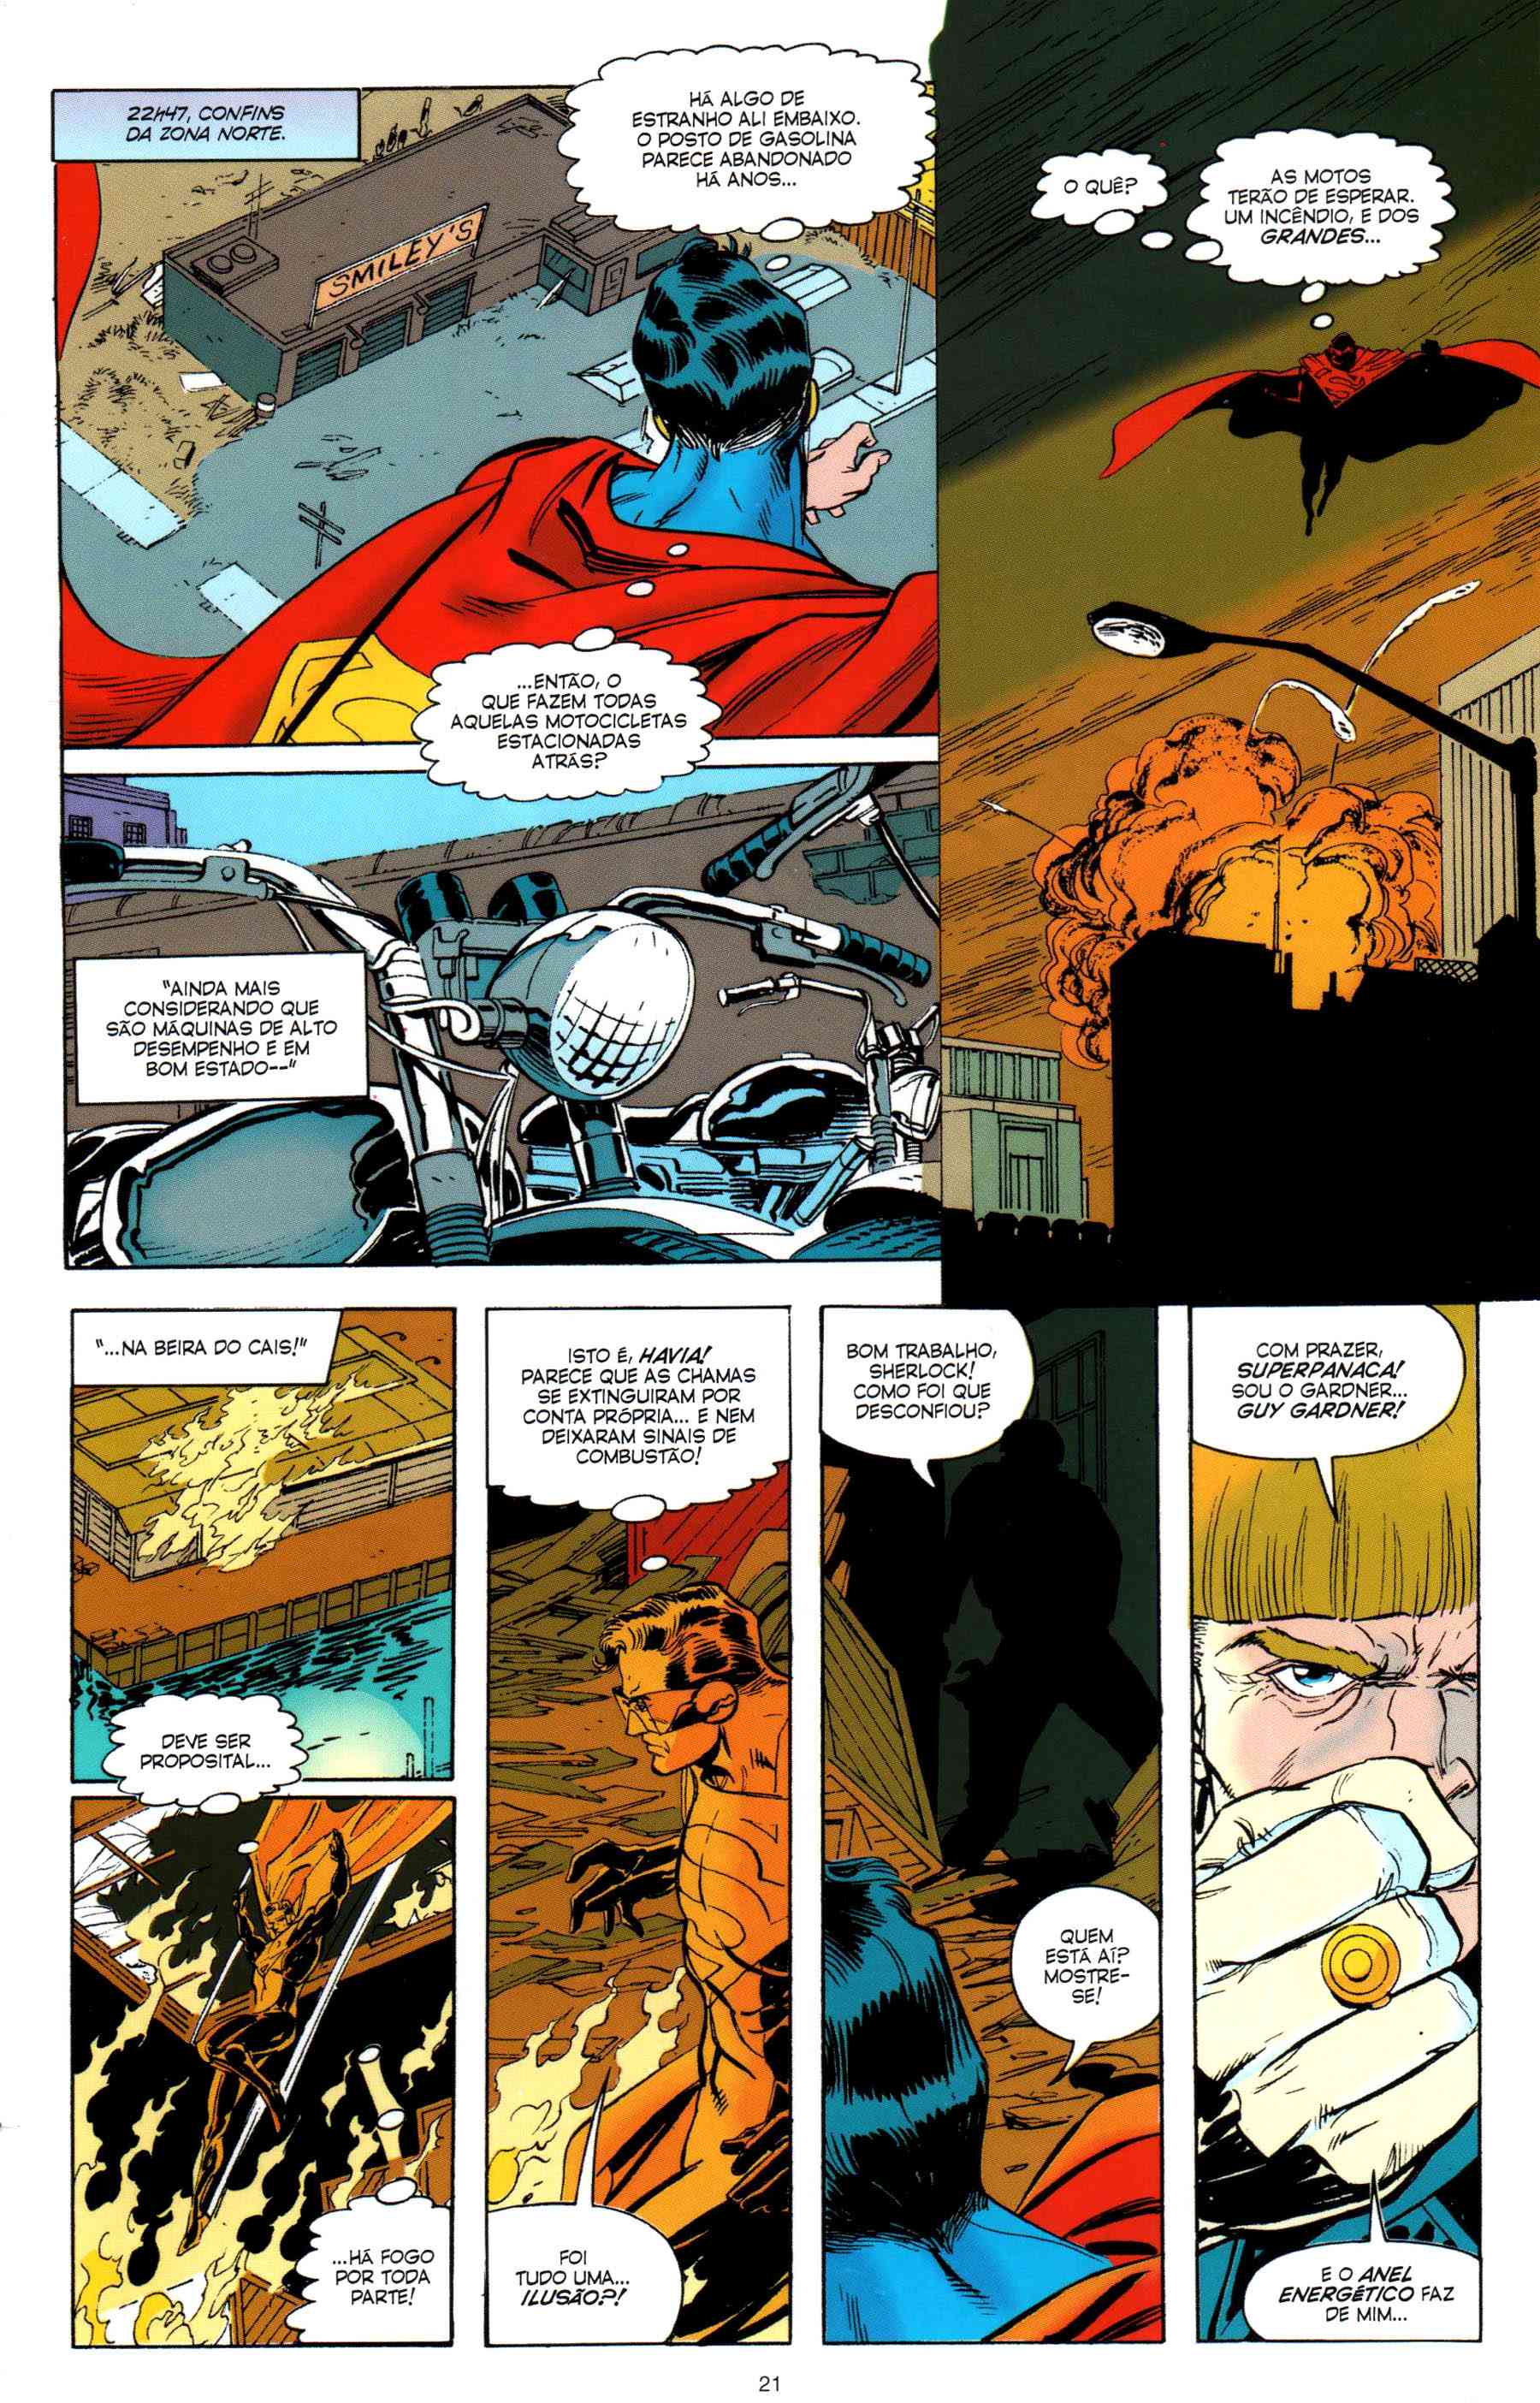 22h47, CONFINS
DA ZONA NORTE.
HÁ ALGO DE
ESTRANHO ALI EMBAIXO.
O POSTO DE GASOLINA
PARECE ABANDONADO
HÁ ANOS...
SMILEY'S
...ENTÃO, O
QUE FAZEM TODAS
AQUELAS MOTOCICLETAS
ESTACIONADAS
ATRÁS?
"AINDA MAIS
CONSIDERANDO QUE
SÃO MÁQUINAS DE ALTO
DESEMPENHO E EM
BOM ESTADO--"
O QUÊ?
AS MOTOS
TERÃO DE ESPERAR.
UM INCÊNDIO, E DOS
GRANDES...
"...NA BEIRA DO CAIS!"
DEVE SER
PROPOSITAL...
...HÁ FOGO
POR TODA
PARTE!
ISTO É, HAVIA!
PARECE QUE AS CHAMAS
SE EXTINGUIRAM POR
CONTA PRÓPRIA... E NEM
DEIXARAM SINAIS DE
COMBUSTÃO!
FOI
TUDO UMA...
ILUSÃO?!
BOM TRABALHO,
SHERLOCK!
COMO FOI QUE
DESCONFIOU?
QUEM
ESTÁ AÍ?
MOSTRE-
SE!
COM PRAZER,
SUPERPANACA!
SOU O GARDNER...
GUY GARDNER!
E O ANEL
ENERGÉTICO FAZ
DE MIM...
21